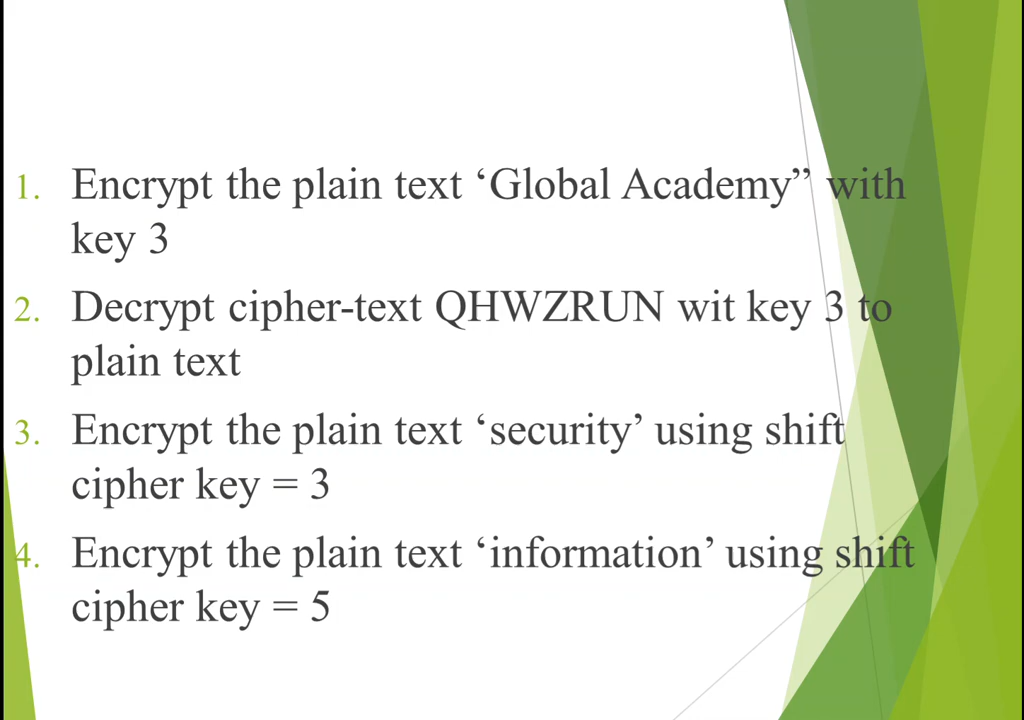 1. Encrypt the plain text ‘Global Academy” with
key 3
2. Decrypt cipher-text QHWZRUN wit key 3 to
plain text
3. Encrypt the plain text ‘security’ using shift
cipher key = 3
4. Encrypt the plain text ‘information’ using shift
cipher key = 5